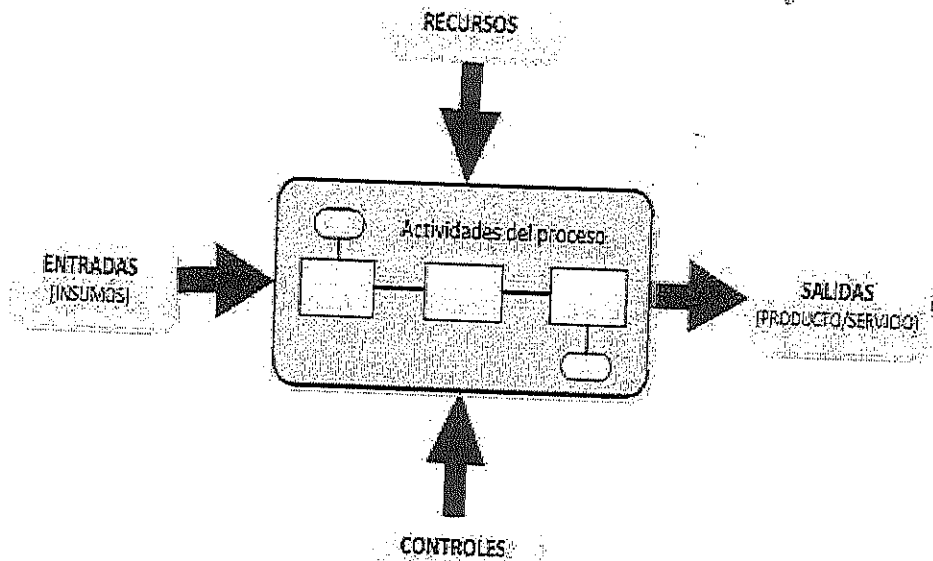 RECURSOS
Actividades del proceso
ENTRADAS
[INSUMOS]
SALIDAS
[PRODUCTO/SERVICIO]
CONTROLES